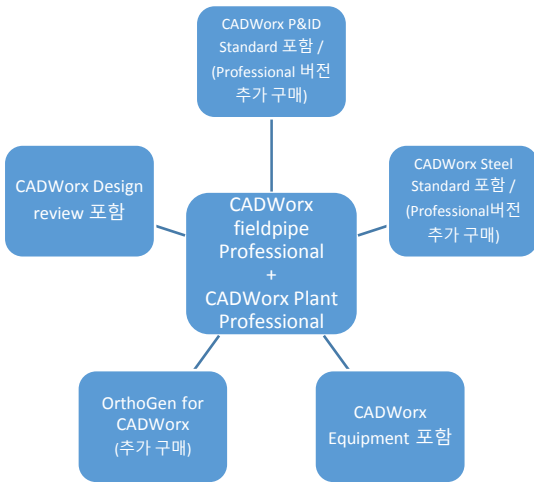 CADWorx P&ID
Standard 포함 /
(Professional 버전
추가 구매)
CADWorx Design
review 포함
CADWorx Steel
Standard 포함 /
(Professional버전
추가 구매)
CADWorx
fieldpipe
Professional
+
CADWorx Plant
Professional
OrthoGen for
CADWorx
(추가 구매)
CADWorx
Equipment 포함